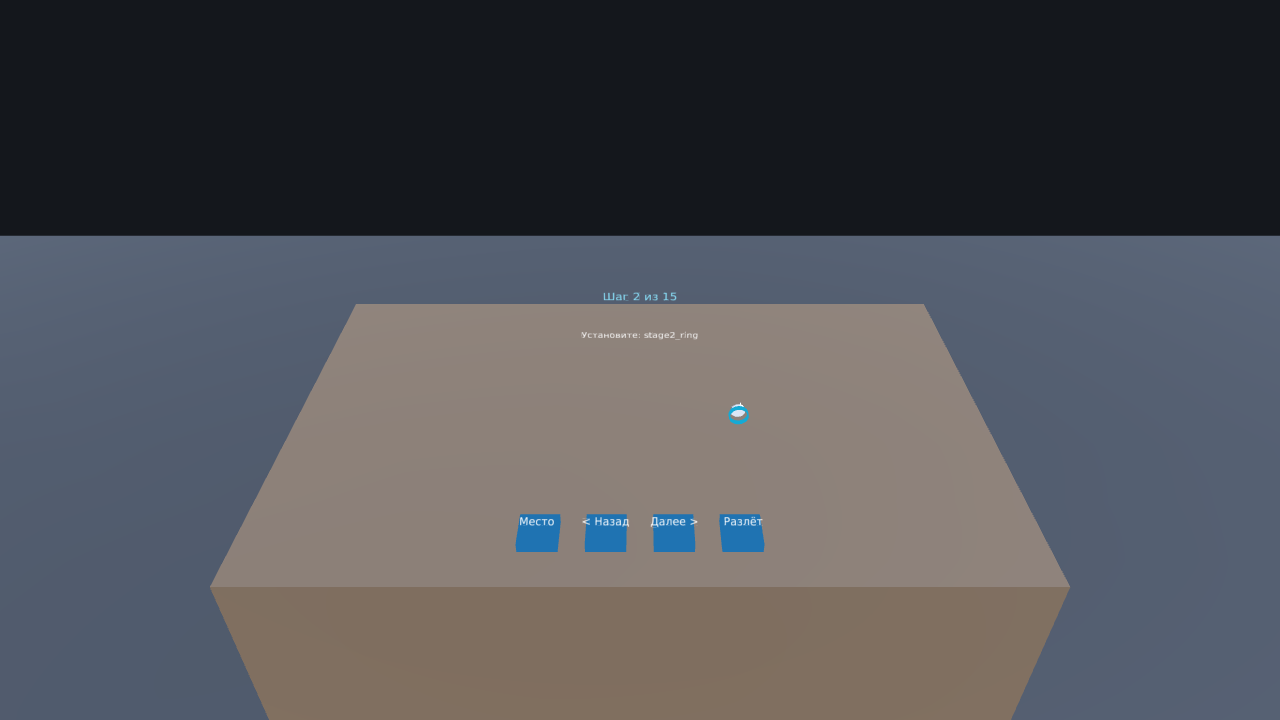 Шаг 2 из 15
Установите: stage2_ring
Место
< Назад
Далее >
Разлёт